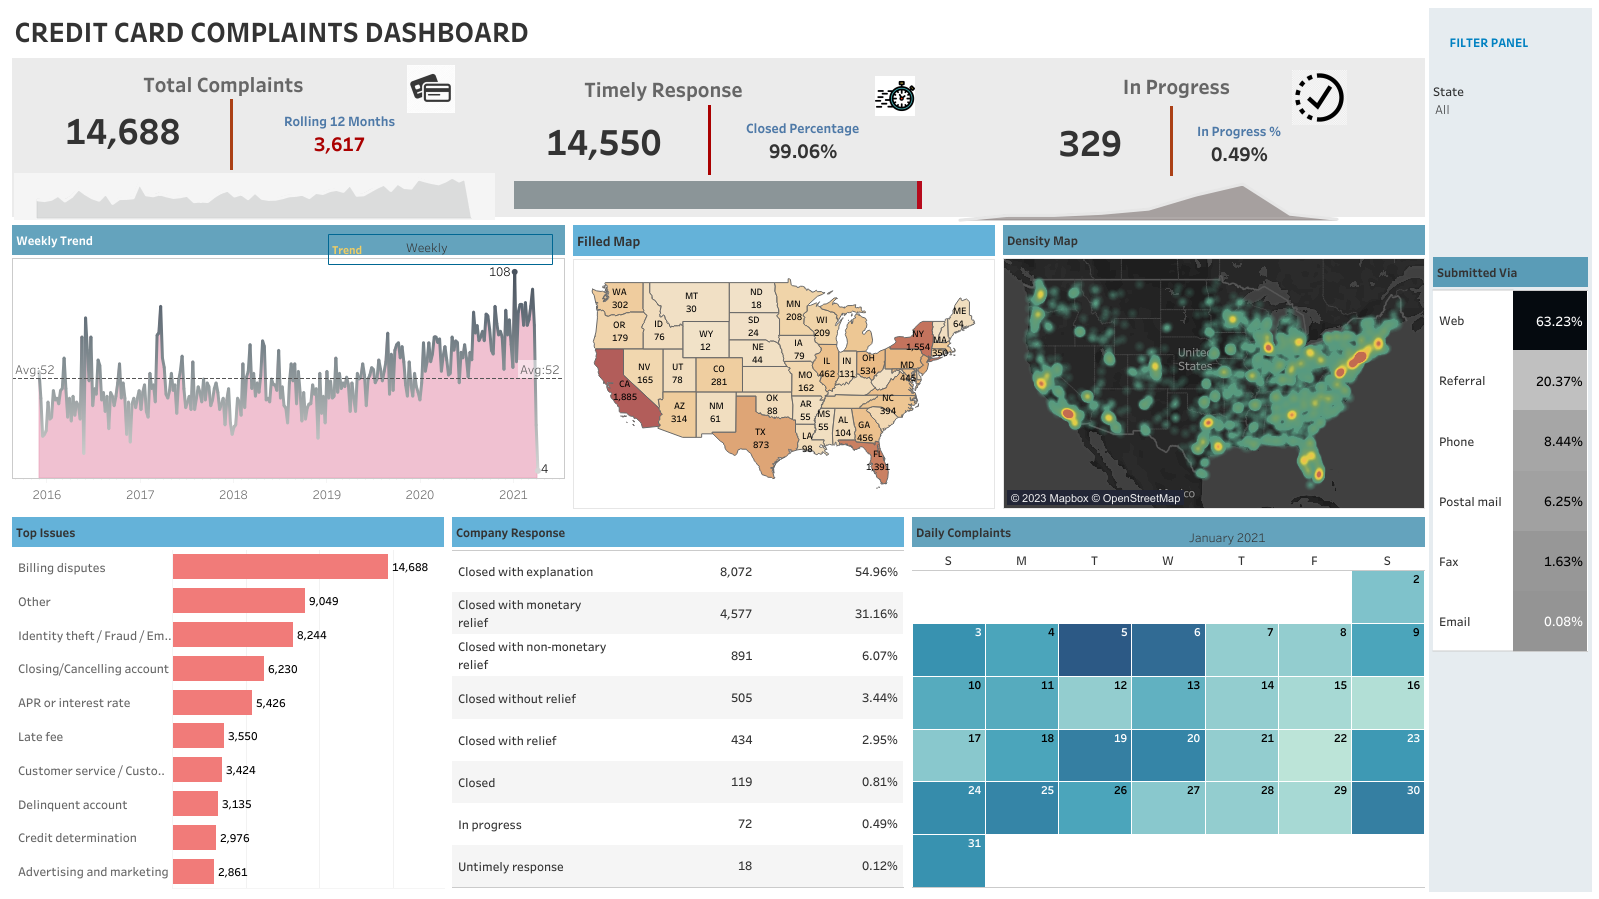 CREDIT CARD COMPLAINTS DASHBOARD
FILTER PANEL
State
All
Total Complaints
14,688
Rolling 12 Months
3,617
Timely Response
14,550
Closed Percentage
99.06%
In Progress
329
In Progress %
0.49%
Weekly Trend
Trend
Weekly
108
Avg:52
Avg:52
4
2016
2017
2018
2019
2020
2021
Filled Map
WA
302
OR
179
ID
76
MT
30
WY
12
ND
18
SD
24
NE
44
MN
208
WI
209
IA
79
NV
165
UT
78
CO
281
CA
1,885
AZ
314
NM
61
OK
88
TX
873
MO
162
AR
55
LA
98
MS
55
AL
104
GA
456
FL
1,391
IL
462
IN
131
OH
534
NC
394
MD
445
NY
1,554
MA
350
ME
64
Density Map
United
States
co
© 2023 Mapbox © OpenStreetMap
Submitted Via
Web 63.23%
Referral 20.37%
Phone 8.44%
Postal mail 6.25%
Fax 1.63%
Email 0.08%
Top Issues
Billing disputes 14,688
Other 9,049
Identity theft / Fraud / Em.. 8,244
Closing/Cancelling account 6,230
APR or interest rate 5,426
Late fee 3,550
Customer service / Custo.. 3,424
Delinquent account 3,135
Credit determination 2,976
Advertising and marketing 2,861
Company Response
Closed with explanation 8,072 54.96%
Closed with monetary
relief 4,577 31.16%
Closed with non-monetary
relief 891 6.07%
Closed without relief 505 3.44%
Closed with relief 434 2.95%
Closed 119 0.81%
In progress 72 0.49%
Untimely response 18 0.12%
Daily Complaints
January 2021
S M T W T F S
2
3 4 5 6 7 8 9
10 11 12 13 14 15 16
17 18 19 20 21 22 23
24 25 26 27 28 29 30
31